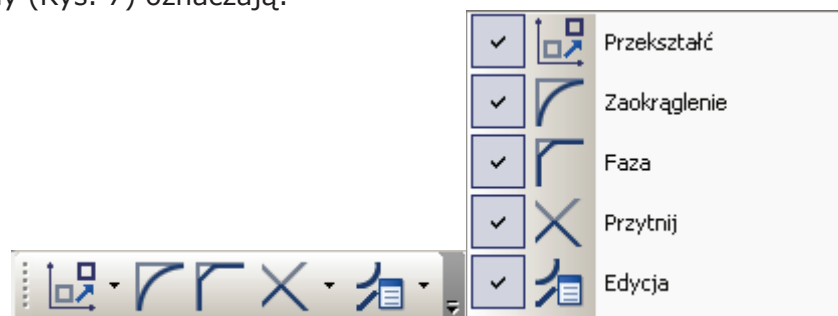 (Rys. 7) oznaczają:
Przekształć
Zaokrąglenie
Faza
Przytnij
Edycja